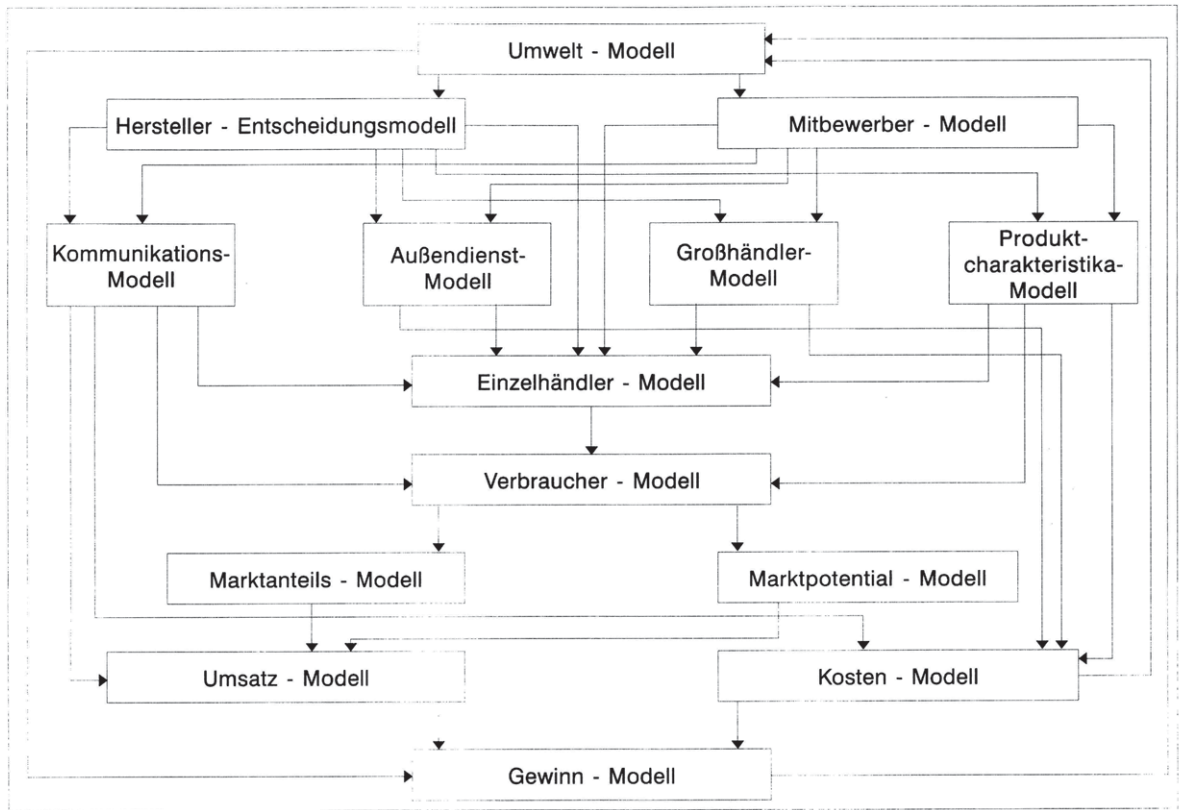 Umwelt - Modell
Hersteller - Entscheidungsmodell
Mitbewerber - Modell
Kommunikations-
Modell
Außendienst-
Modell
Großhändler-
Modell
Produkt-
charakteristika-
Modell
Einzelhändler - Modell
Verbraucher - Modell
Marktanteils - Modell
Marktpotential - Modell
Umsatz - Modell
Kosten - Modell
Gewinn - Modell